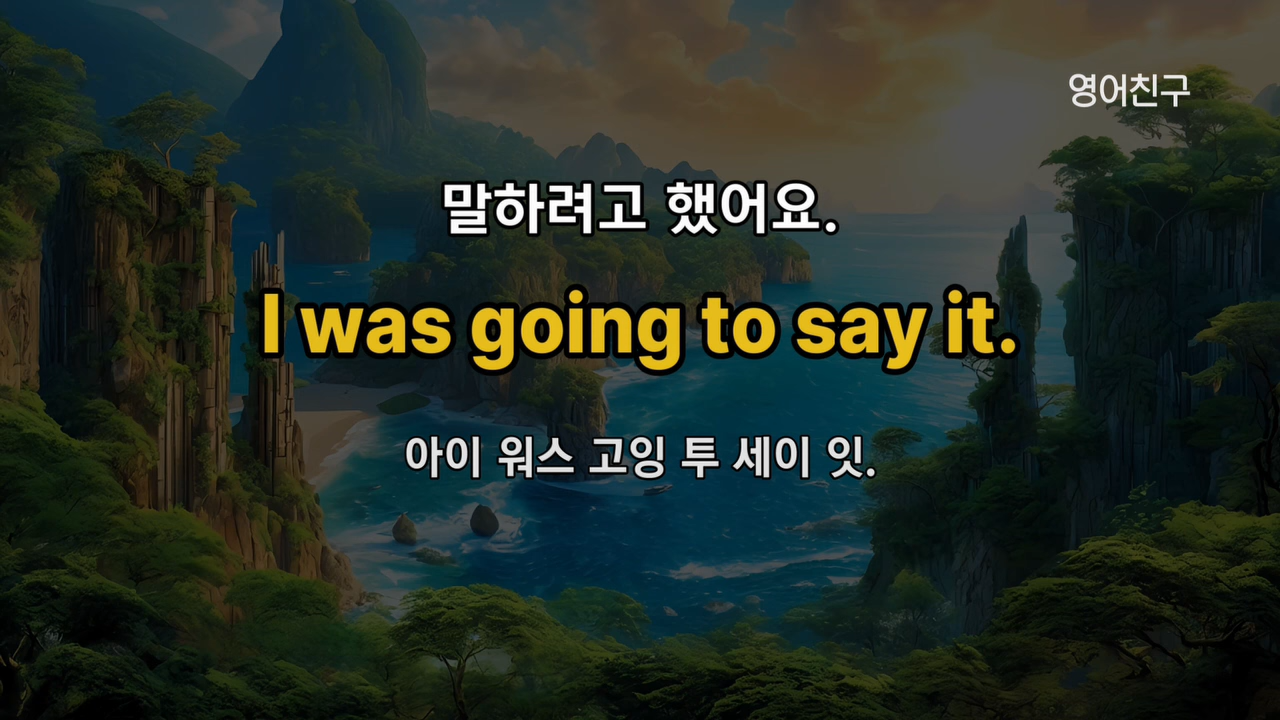 영어친구
말하려고 했어요.
I was going to say it.
아이 워스 고잉 투 세이 잇.